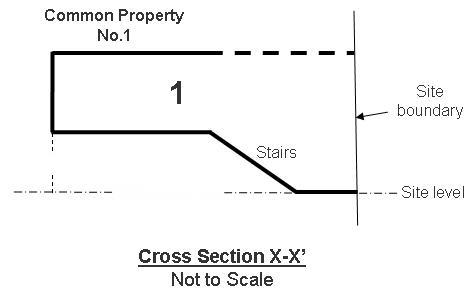 Common Property
No.1
1
Site
boundary
Stairs
Site level
Cross Section X-X’
Not to Scale